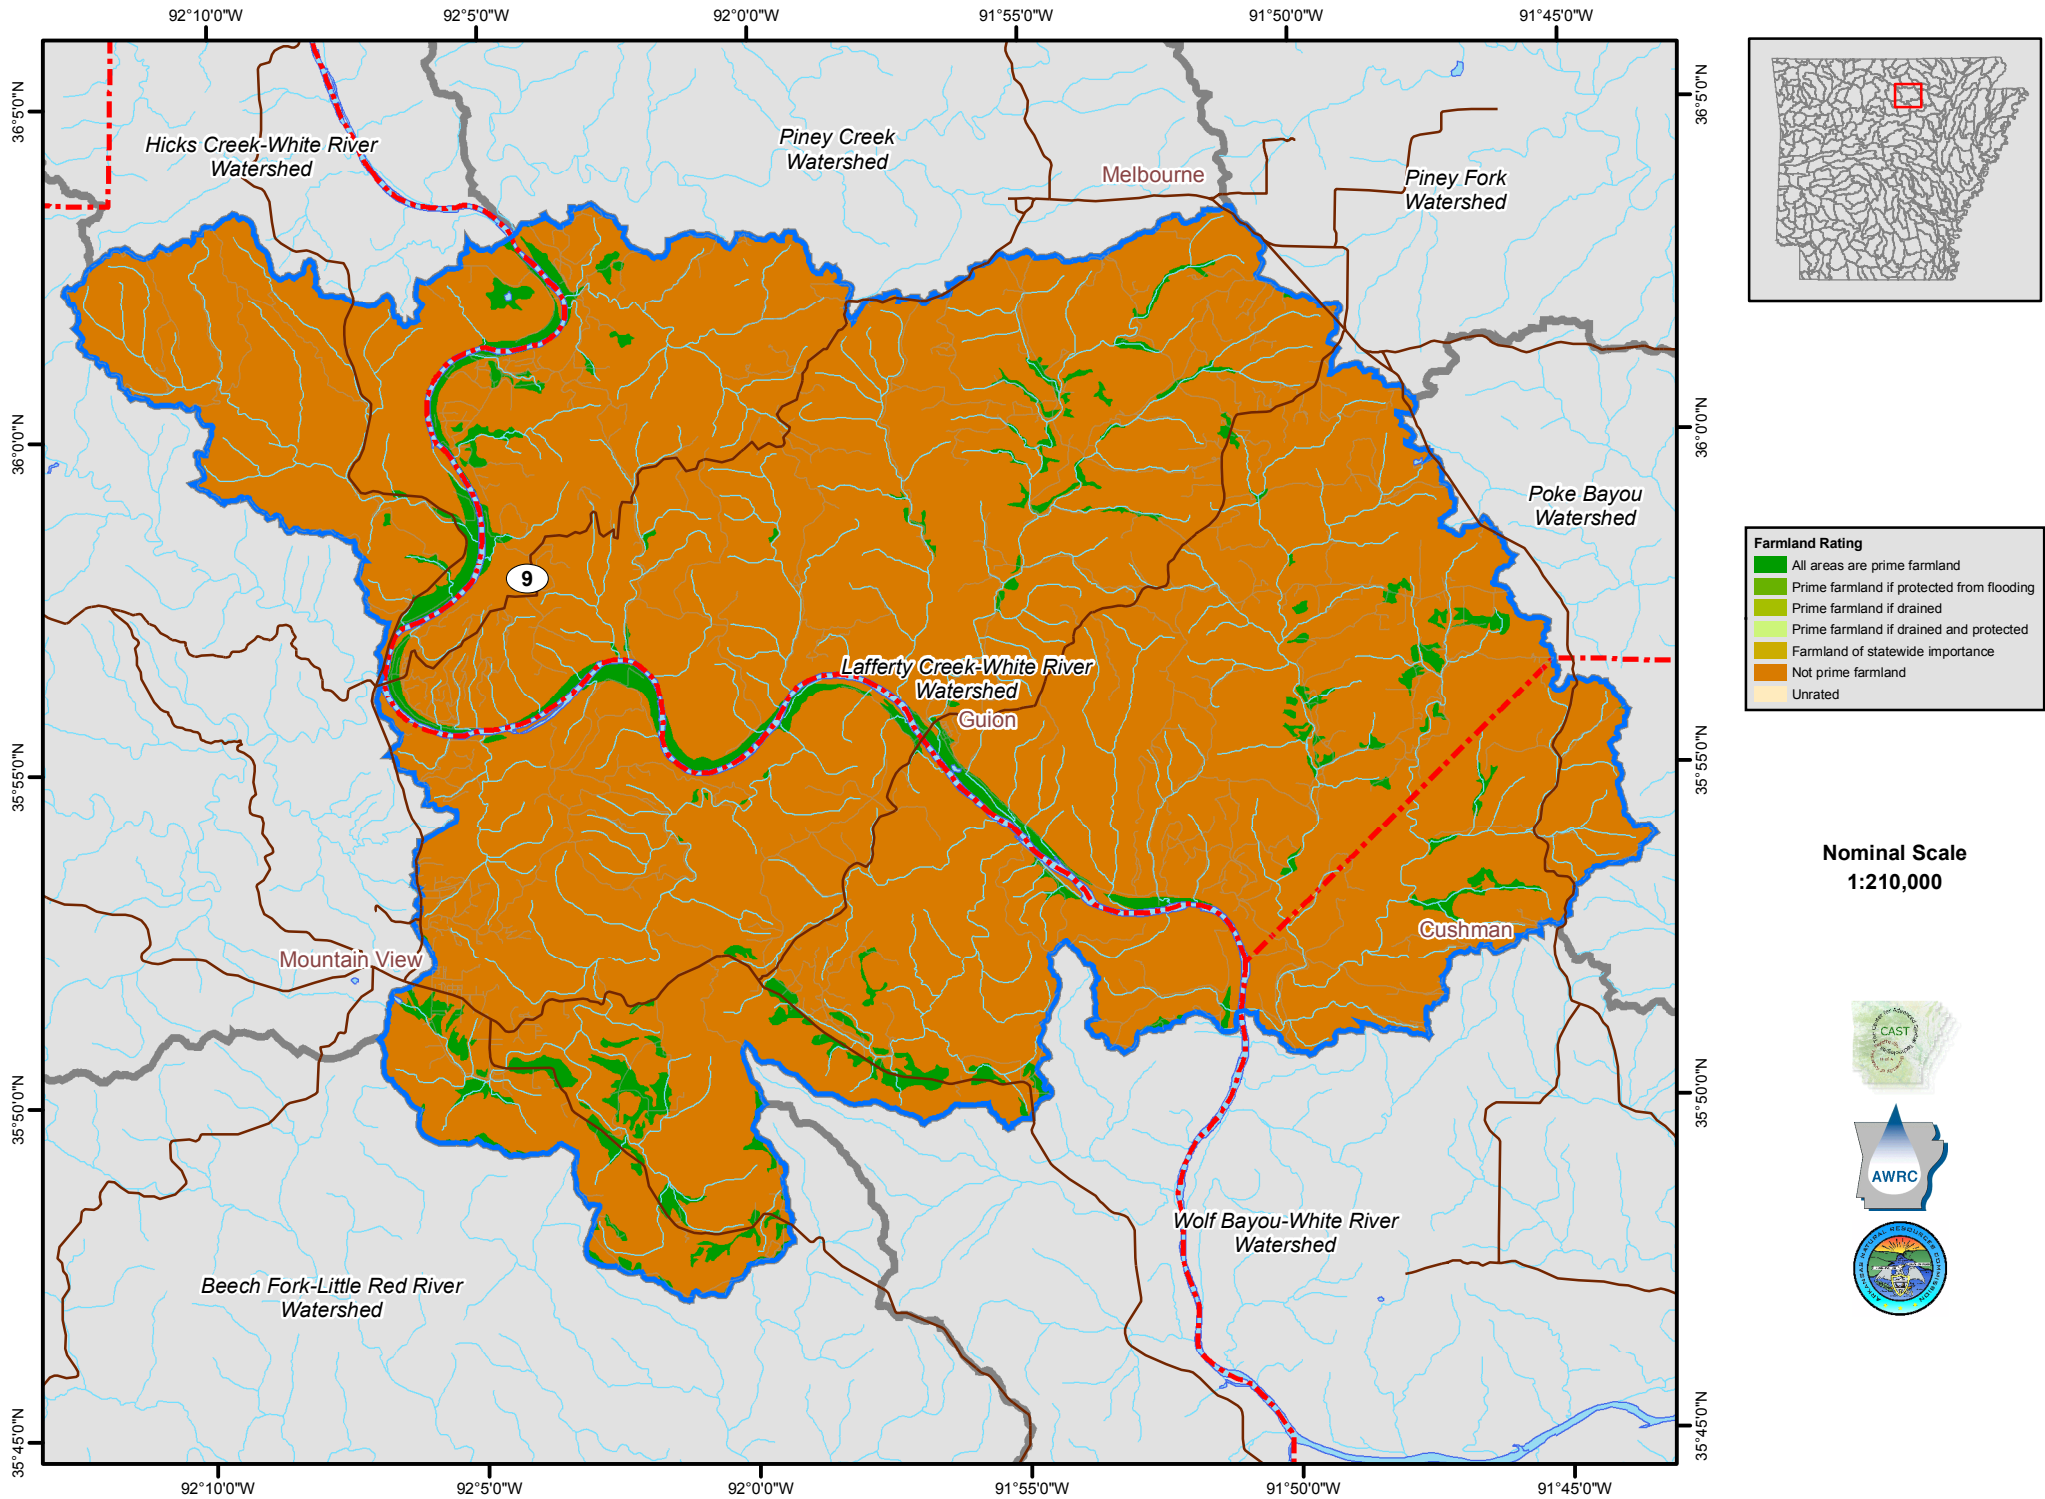 92°10'0"W
92°5'0"W
92°0'0"W
91°55'0"W
91°50'0"W
91°45'0"W
36°5'0"N
36°5'0"N
Hicks Creek-White River
Watershed
Piney Creek
Watershed
Melbourne
Piney Fork
Watershed
36°0'0"N
36°0'0"N
Poke Bayou
Watershed
9
Lafferty Creek-White River
Watershed
Guion
35°55'0"N
35°55'0"N
Cushman
Mountain View
35°50'0"N
35°50'0"N
Wolf Bayou-White River
Watershed
Beech Fork-Little Red River
Watershed
35°45'0"N
35°45'0"N
92°10'0"W
92°5'0"W
92°0'0"W
91°55'0"W
91°50'0"W
91°45'0"W
Farmland Rating
All areas are prime farmland
Prime farmland if protected from flooding
Prime farmland if drained
Prime farmland if drained and protected
Farmland of statewide importance
Not prime farmland
Unrated
Nominal Scale
1:210,000
CAST
AWRC
ARKANSAS NATURAL RESOURCES COMMISSION